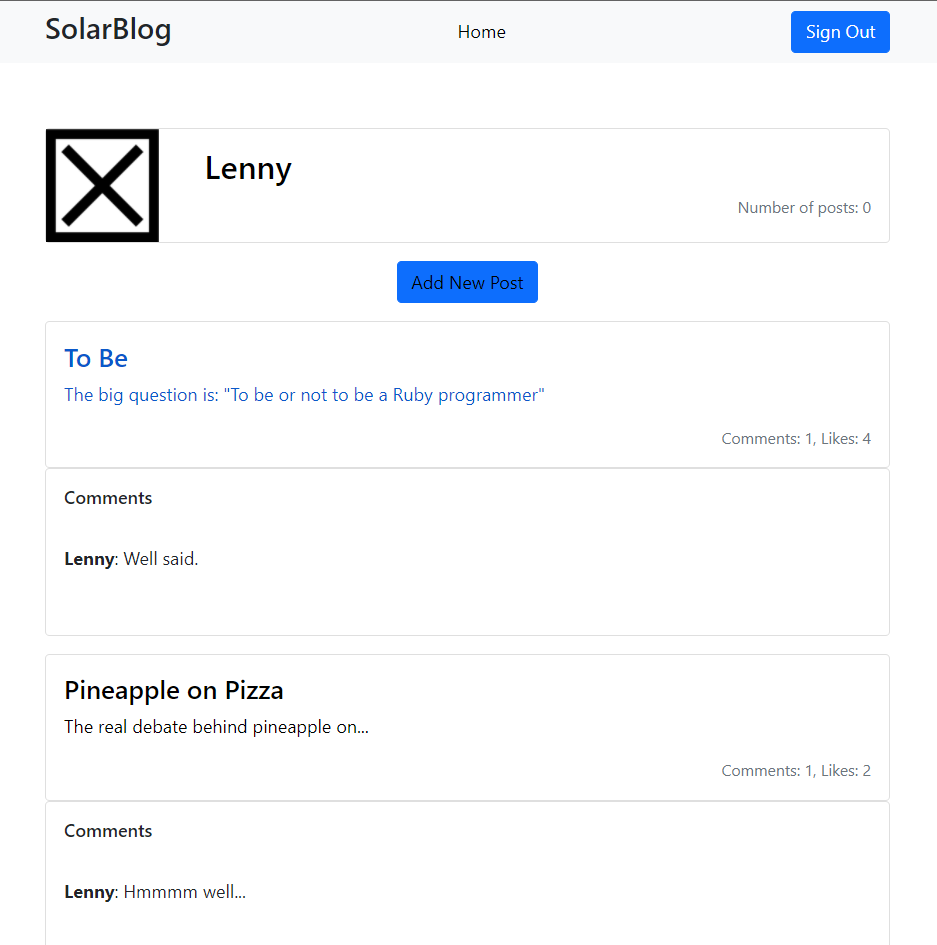 SolarBlog
Home
Sign Out
Lenny
Number of posts: 0
Add New Post
To Be
The big question is: "To be or not to be a Ruby programmer"
Comments: 1, Likes: 4
Comments
Lenny: Well said.
Pineapple on Pizza
The real debate behind pineapple on...
Comments: 1, Likes: 2
Comments
Lenny: Hmmmm well...